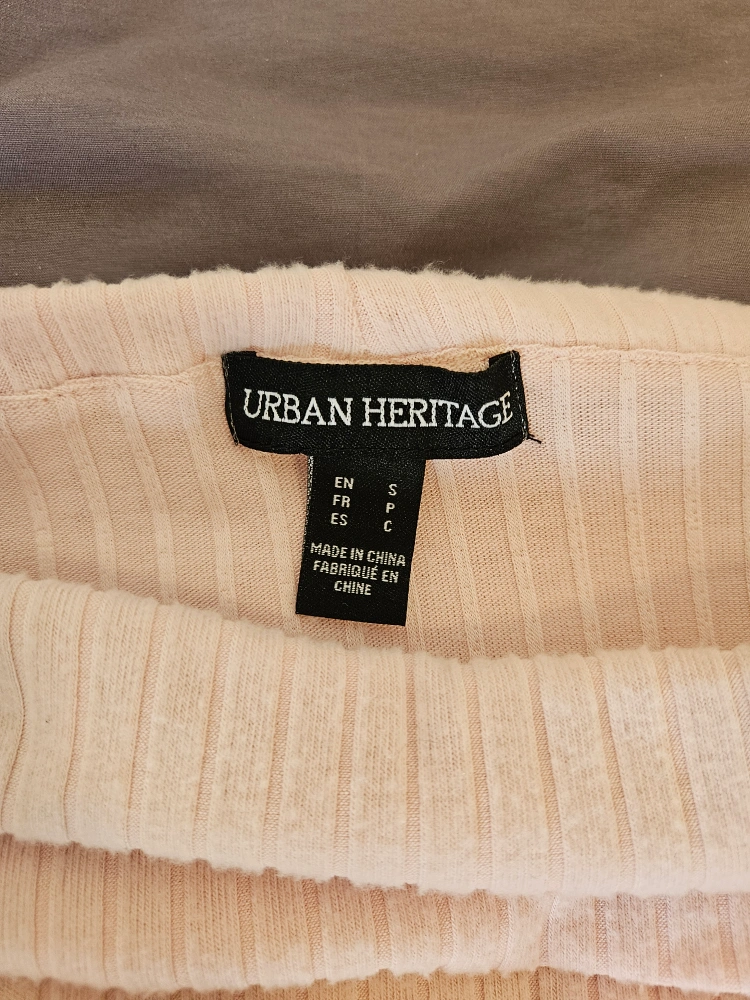 URBAN HERITAGE
EN S
FR P
ES C
MADE IN CHINA
FABRIQUÉ EN
CHINE